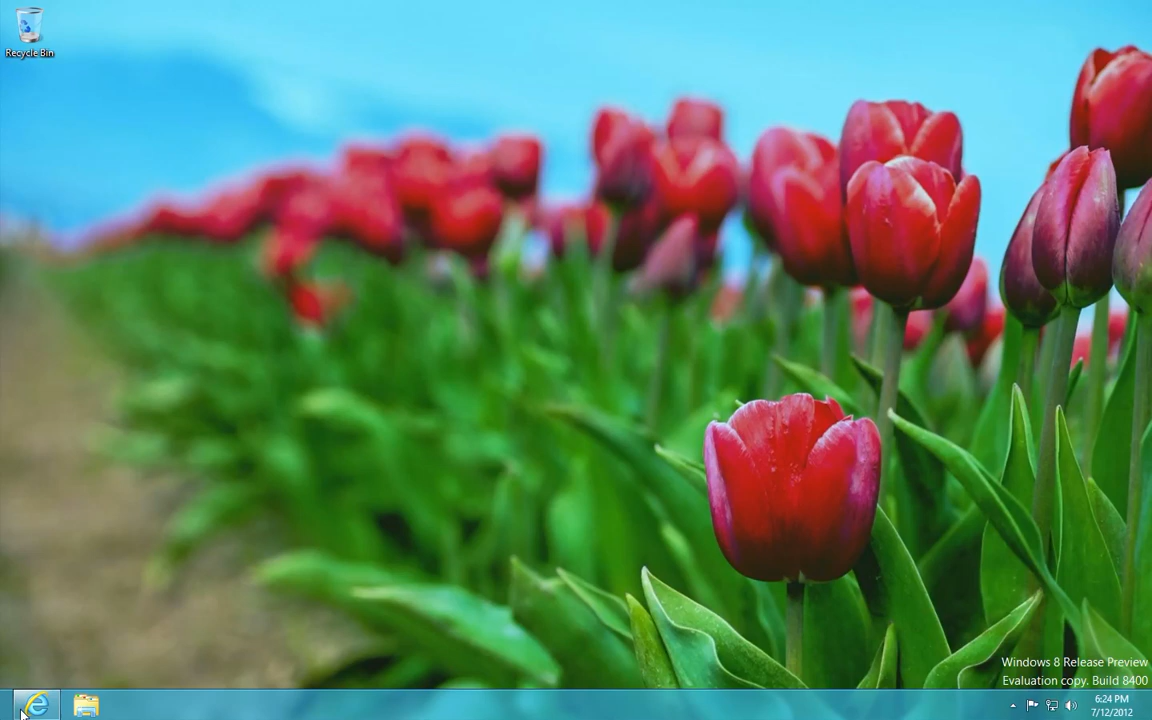 Recycle Bin
Windows 8 Release Preview
Evaluation copy. Build 8400
6:24 PM
7/12/2012